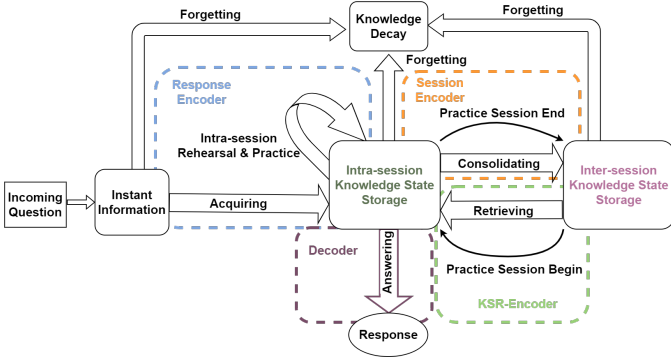 Forgetting
Knowledge
Decay
Forgetting
Forgetting
Response
Encoder
Session
Encoder
Practice Session End
Intra-session
Rehearsal & Practice
Incoming
Question
Instant
Information
Acquiring
Intra-session
Knowledge State
Storage
Consolidating
Retrieving
Inter-session
Knowledge State
Storage
Decoder
Answering
Practice Session Begin
KSR-Encoder
Response